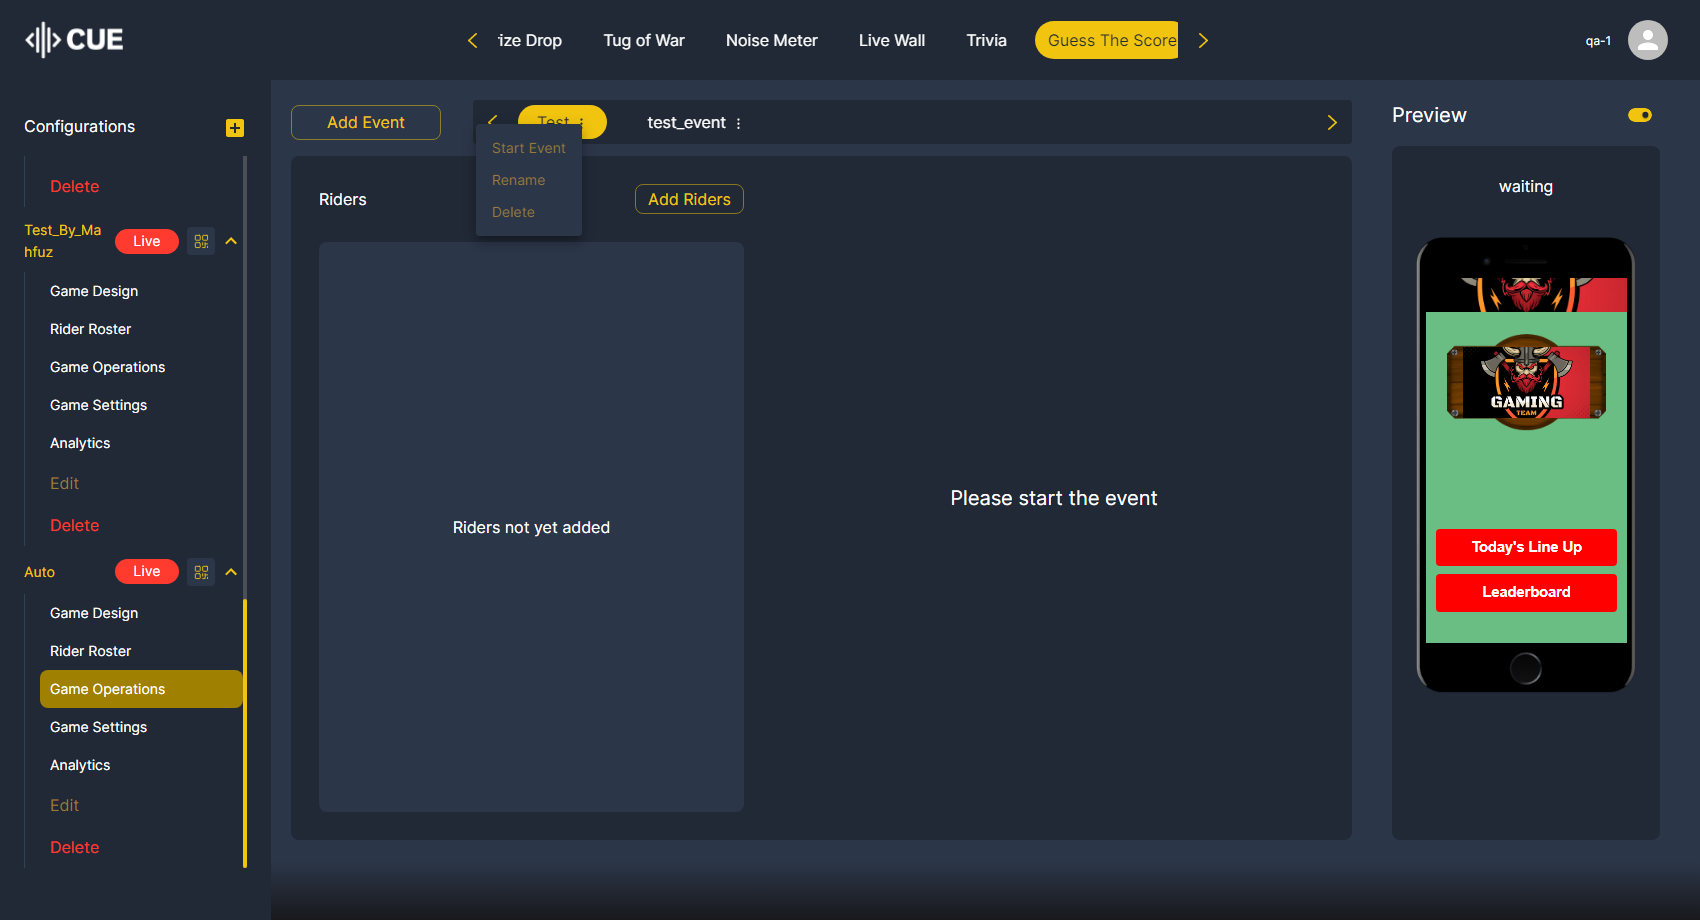 CUE
ize Drop
Tug of War
Noise Meter
Live Wall
Trivia
Guess The Score
qa-1
Configurations
Delete
Test_By_Ma
hfuz
Live
Game Design
Rider Roster
Game Operations
Game Settings
Analytics
Edit
Delete
Auto
Live
Game Design
Rider Roster
Game Operations
Game Settings
Analytics
Edit
Delete
Add Event
Test
test_event
Start Event
Rename
Delete
Riders
Add Riders
Riders not yet added
Please start the event
Preview
waiting
GAMING
TEAM
Today's Line Up
Leaderboard